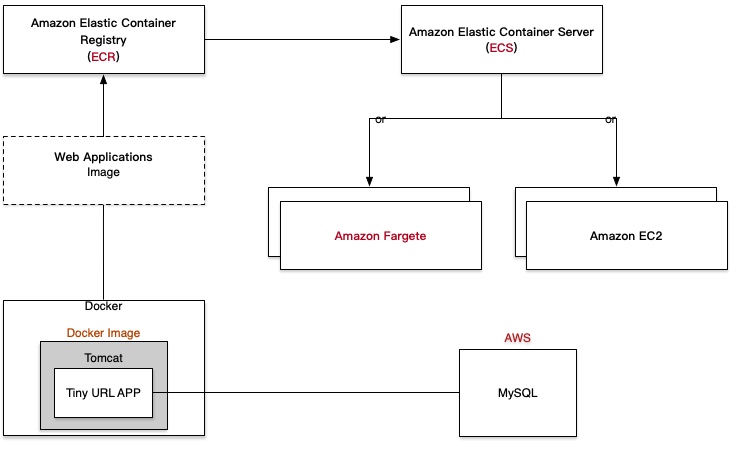 Amazon Elastic Container
Registry
(ECR)
Amazon Elastic Container Server
(ECS)
or
or
Web Applications
Image
Amazon Fargete
Amazon EC2
Docker
Docker Image
Tomcat
Tiny URL APP
AWS
MySQL